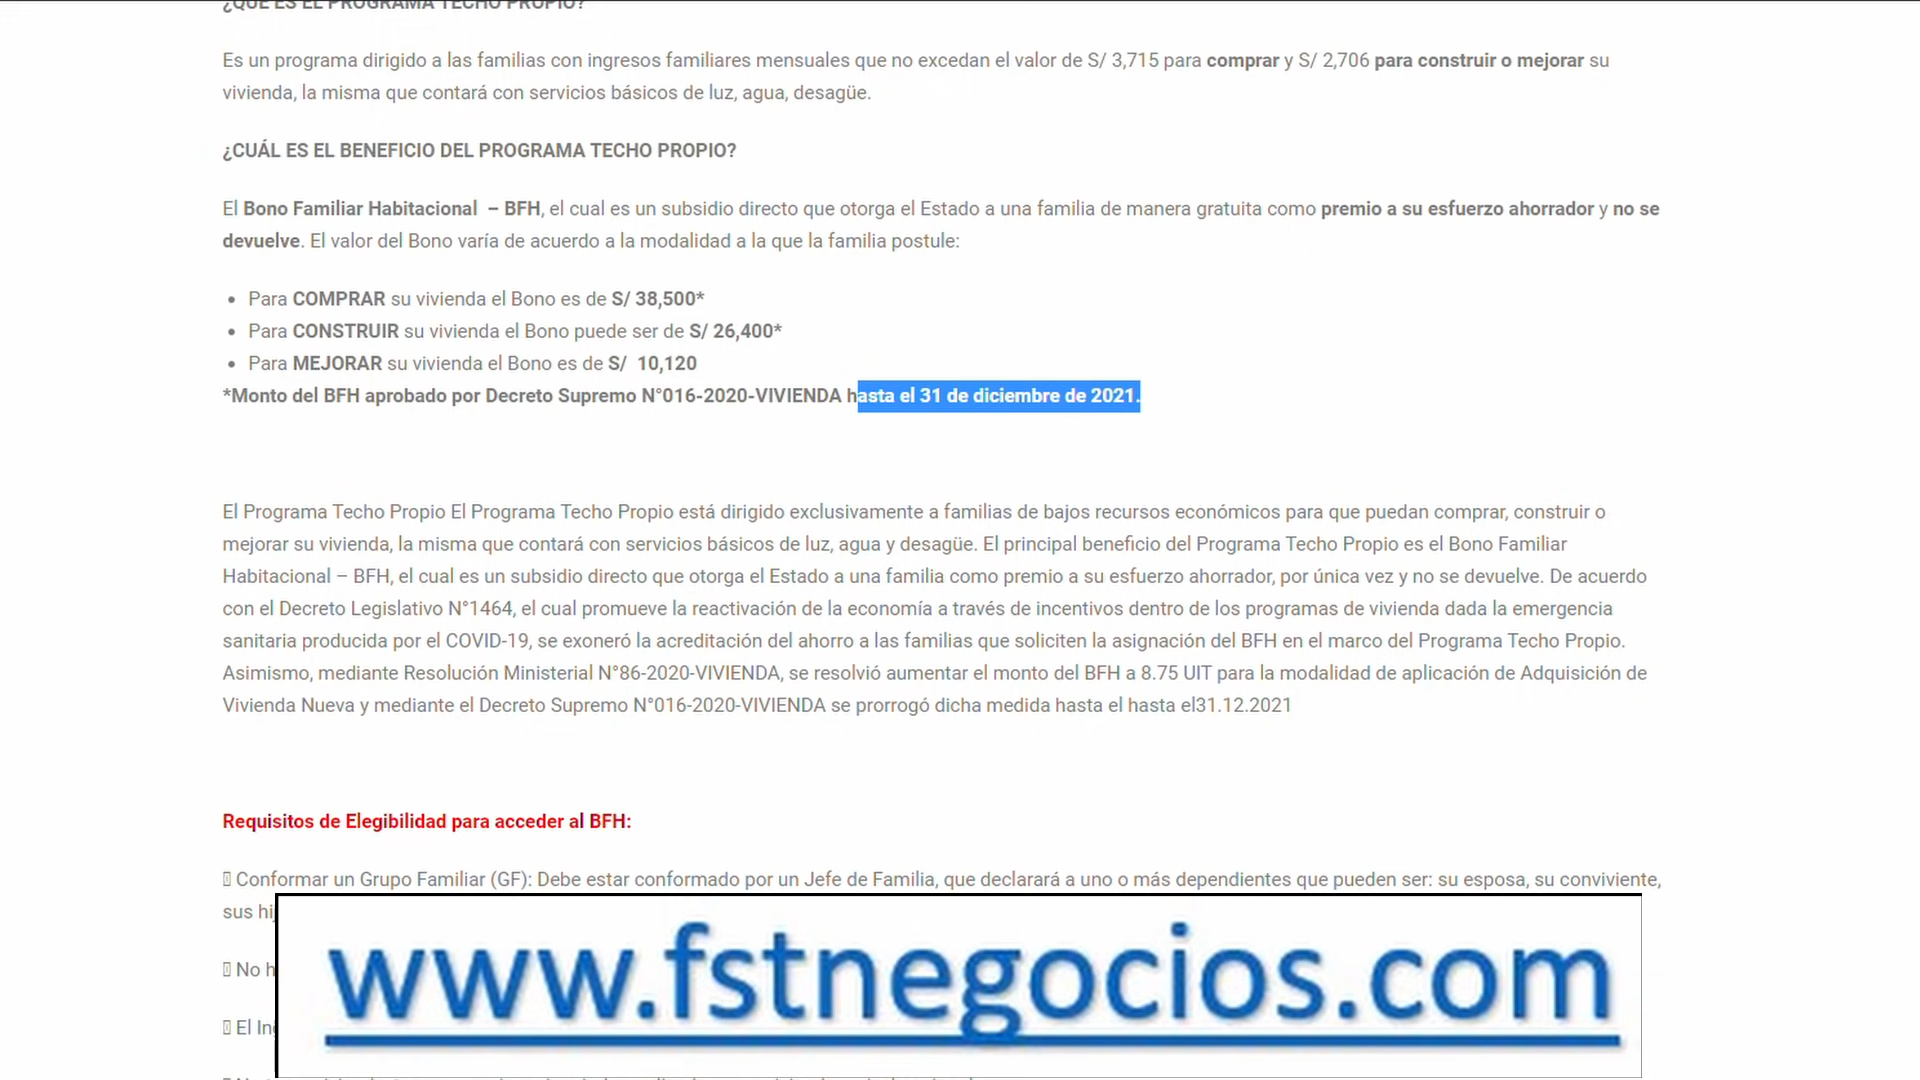 ¿QUÉ ES EL PROGRAMA TECHO PROPIO?
Es un programa dirigido a las familias con ingresos familiares mensuales que no excedan el valor de S/ 3,715 para comprar y S/ 2,706 para construir o mejorar su
vivienda, la misma que contará con servicios básicos de luz, agua, desagüe.
¿CUÁL ES EL BENEFICIO DEL PROGRAMA TECHO PROPIO?
El Bono Familiar Habitacional – BFH, el cual es un subsidio directo que otorga el Estado a una familia de manera gratuita como premio a su esfuerzo ahorrador y no se
devuelve. El valor del Bono varía de acuerdo a la modalidad a la que la familia postule:
• Para COMPRAR su vivienda el Bono es de S/ 38,500*
• Para CONSTRUIR su vivienda el Bono puede ser de S/ 26,400*
• Para MEJORAR su vivienda el Bono es de S/ 10,120
*Monto del BFH aprobado por Decreto Supremo N°016-2020-VIVIENDA hasta el 31 de diciembre de 2021.
El Programa Techo Propio El Programa Techo Propio está dirigido exclusivamente a familias de bajos recursos económicos para que puedan comprar, construir o
mejorar su vivienda, la misma que contará con servicios básicos de luz, agua y desagüe. El principal beneficio del Programa Techo Propio es el Bono Familiar
Habitacional – BFH, el cual es un subsidio directo que otorga el Estado a una familia como premio a su esfuerzo ahorrador, por única vez y no se devuelve. De acuerdo
con el Decreto Legislativo N°1464, el cual promueve la reactivación de la economía a través de incentivos dentro de los programas de vivienda dada la emergencia
sanitaria producida por el COVID-19, se exoneró la acreditación del ahorro a las familias que soliciten la asignación del BFH en el marco del Programa Techo Propio.
Asimismo, mediante Resolución Ministerial N°86-2020-VIVIENDA, se resolvió aumentar el monto del BFH a 8.75 UIT para la modalidad de aplicación de Adquisición de
Vivienda Nueva y mediante el Decreto Supremo N°016-2020-VIVIENDA se prorrogó dicha medida hasta el hasta el31.12.2021
Requisitos de Elegibilidad para acceder al BFH:
Conformar un Grupo Familiar (GF): Debe estar conformado por un Jefe de Familia, que declarará a uno o más dependientes que pueden ser: su esposa, su conviviente,
sus
No
El
www.fstnegocios.com